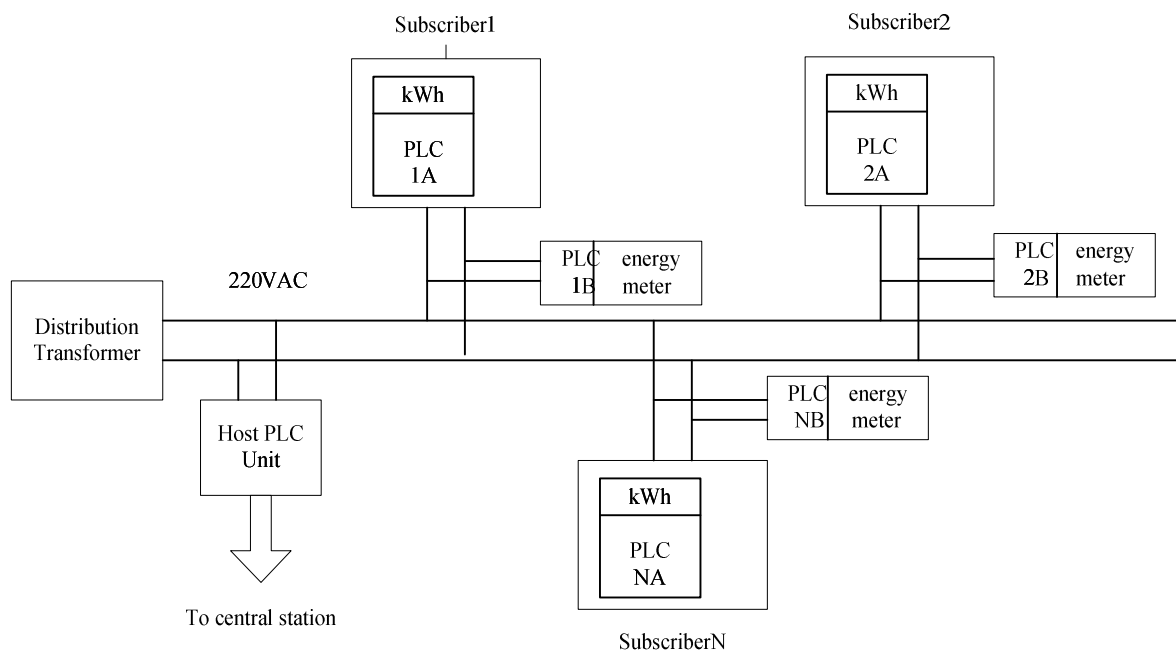 Subscriber1
kWh
PLC
1A
Subscriber2
kWh
PLC
2A
PLC
1B
energy
meter
PLC
2B
energy
meter
220VAC
Distribution
Transformer
Host PLC
Unit
To central station
PLC
NB
energy
meter
kWh
PLC
NA
SubscriberN